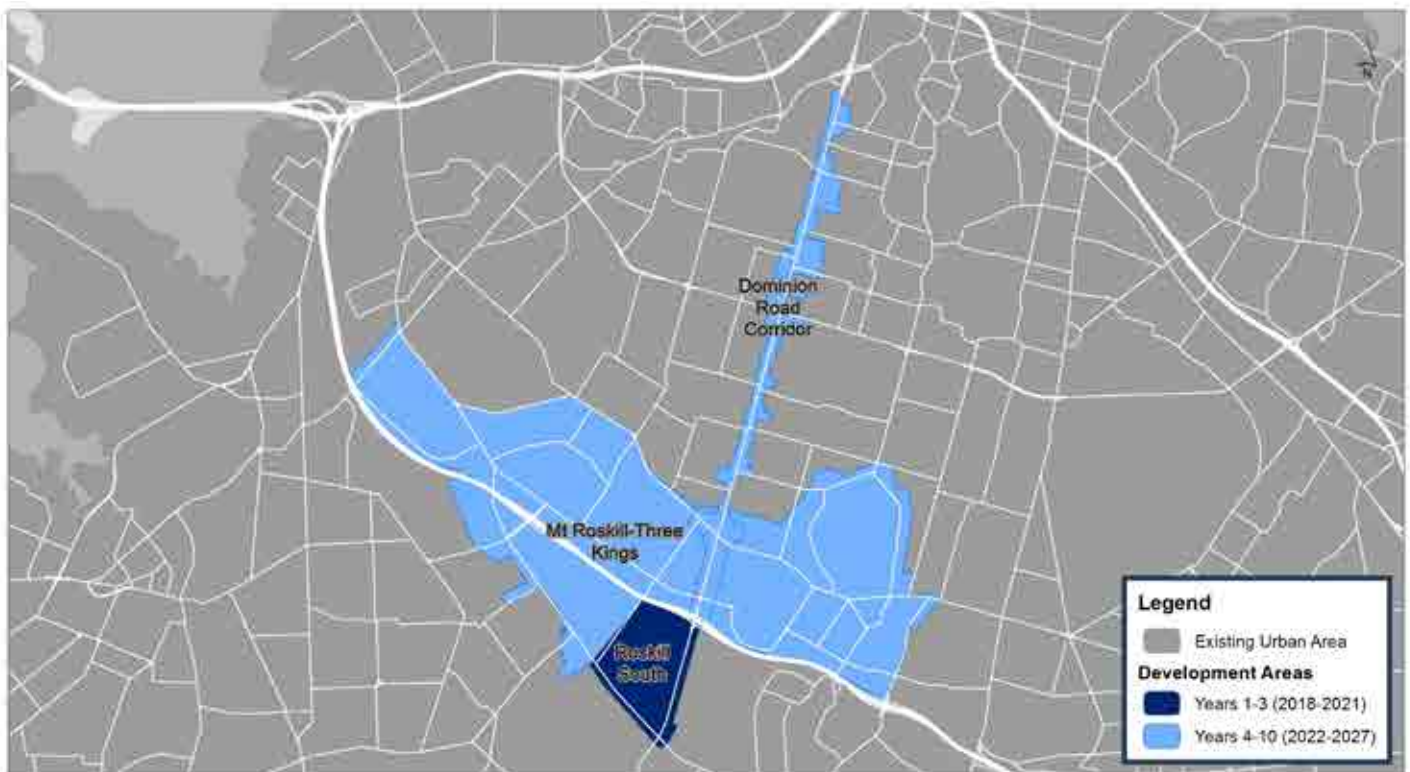 N
Dominion
Road
Corridor
Mt Roskill-Three
Kings
Roskill
South
Legend
Existing Urban Area
Development Areas
Years 1-3 (2018-2021)
Years 4-10 (2022-2027)